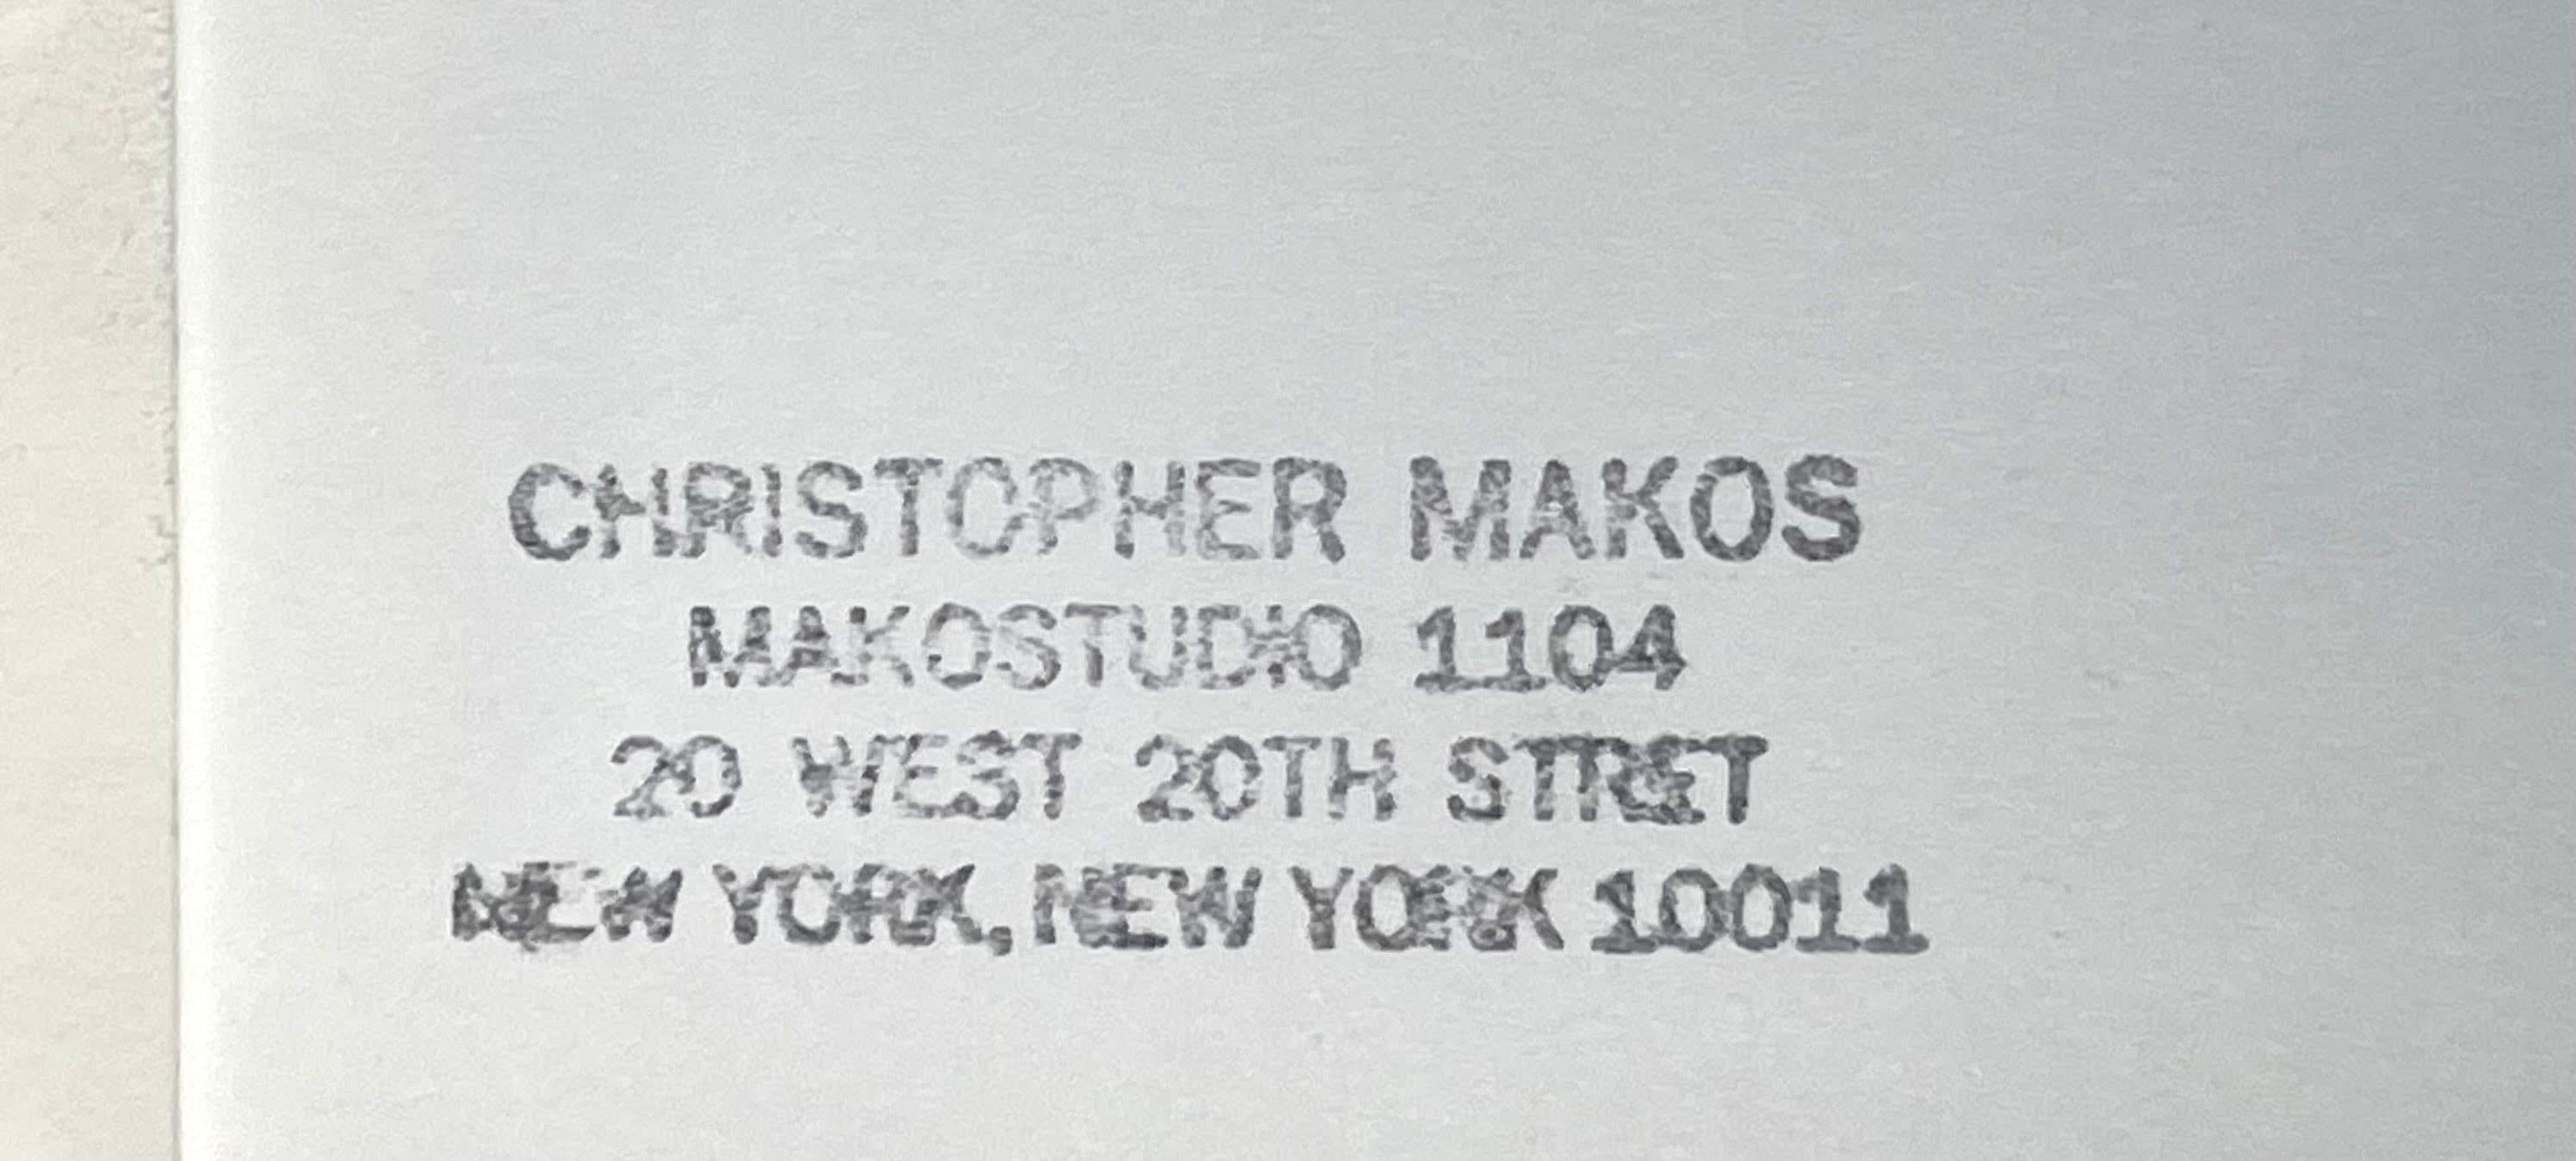 CHRISTOPHER MAKOS
MAKOSTUDIO 1104
20 WEST 20TH STRET
NEW YORK, NEW YORK 10011